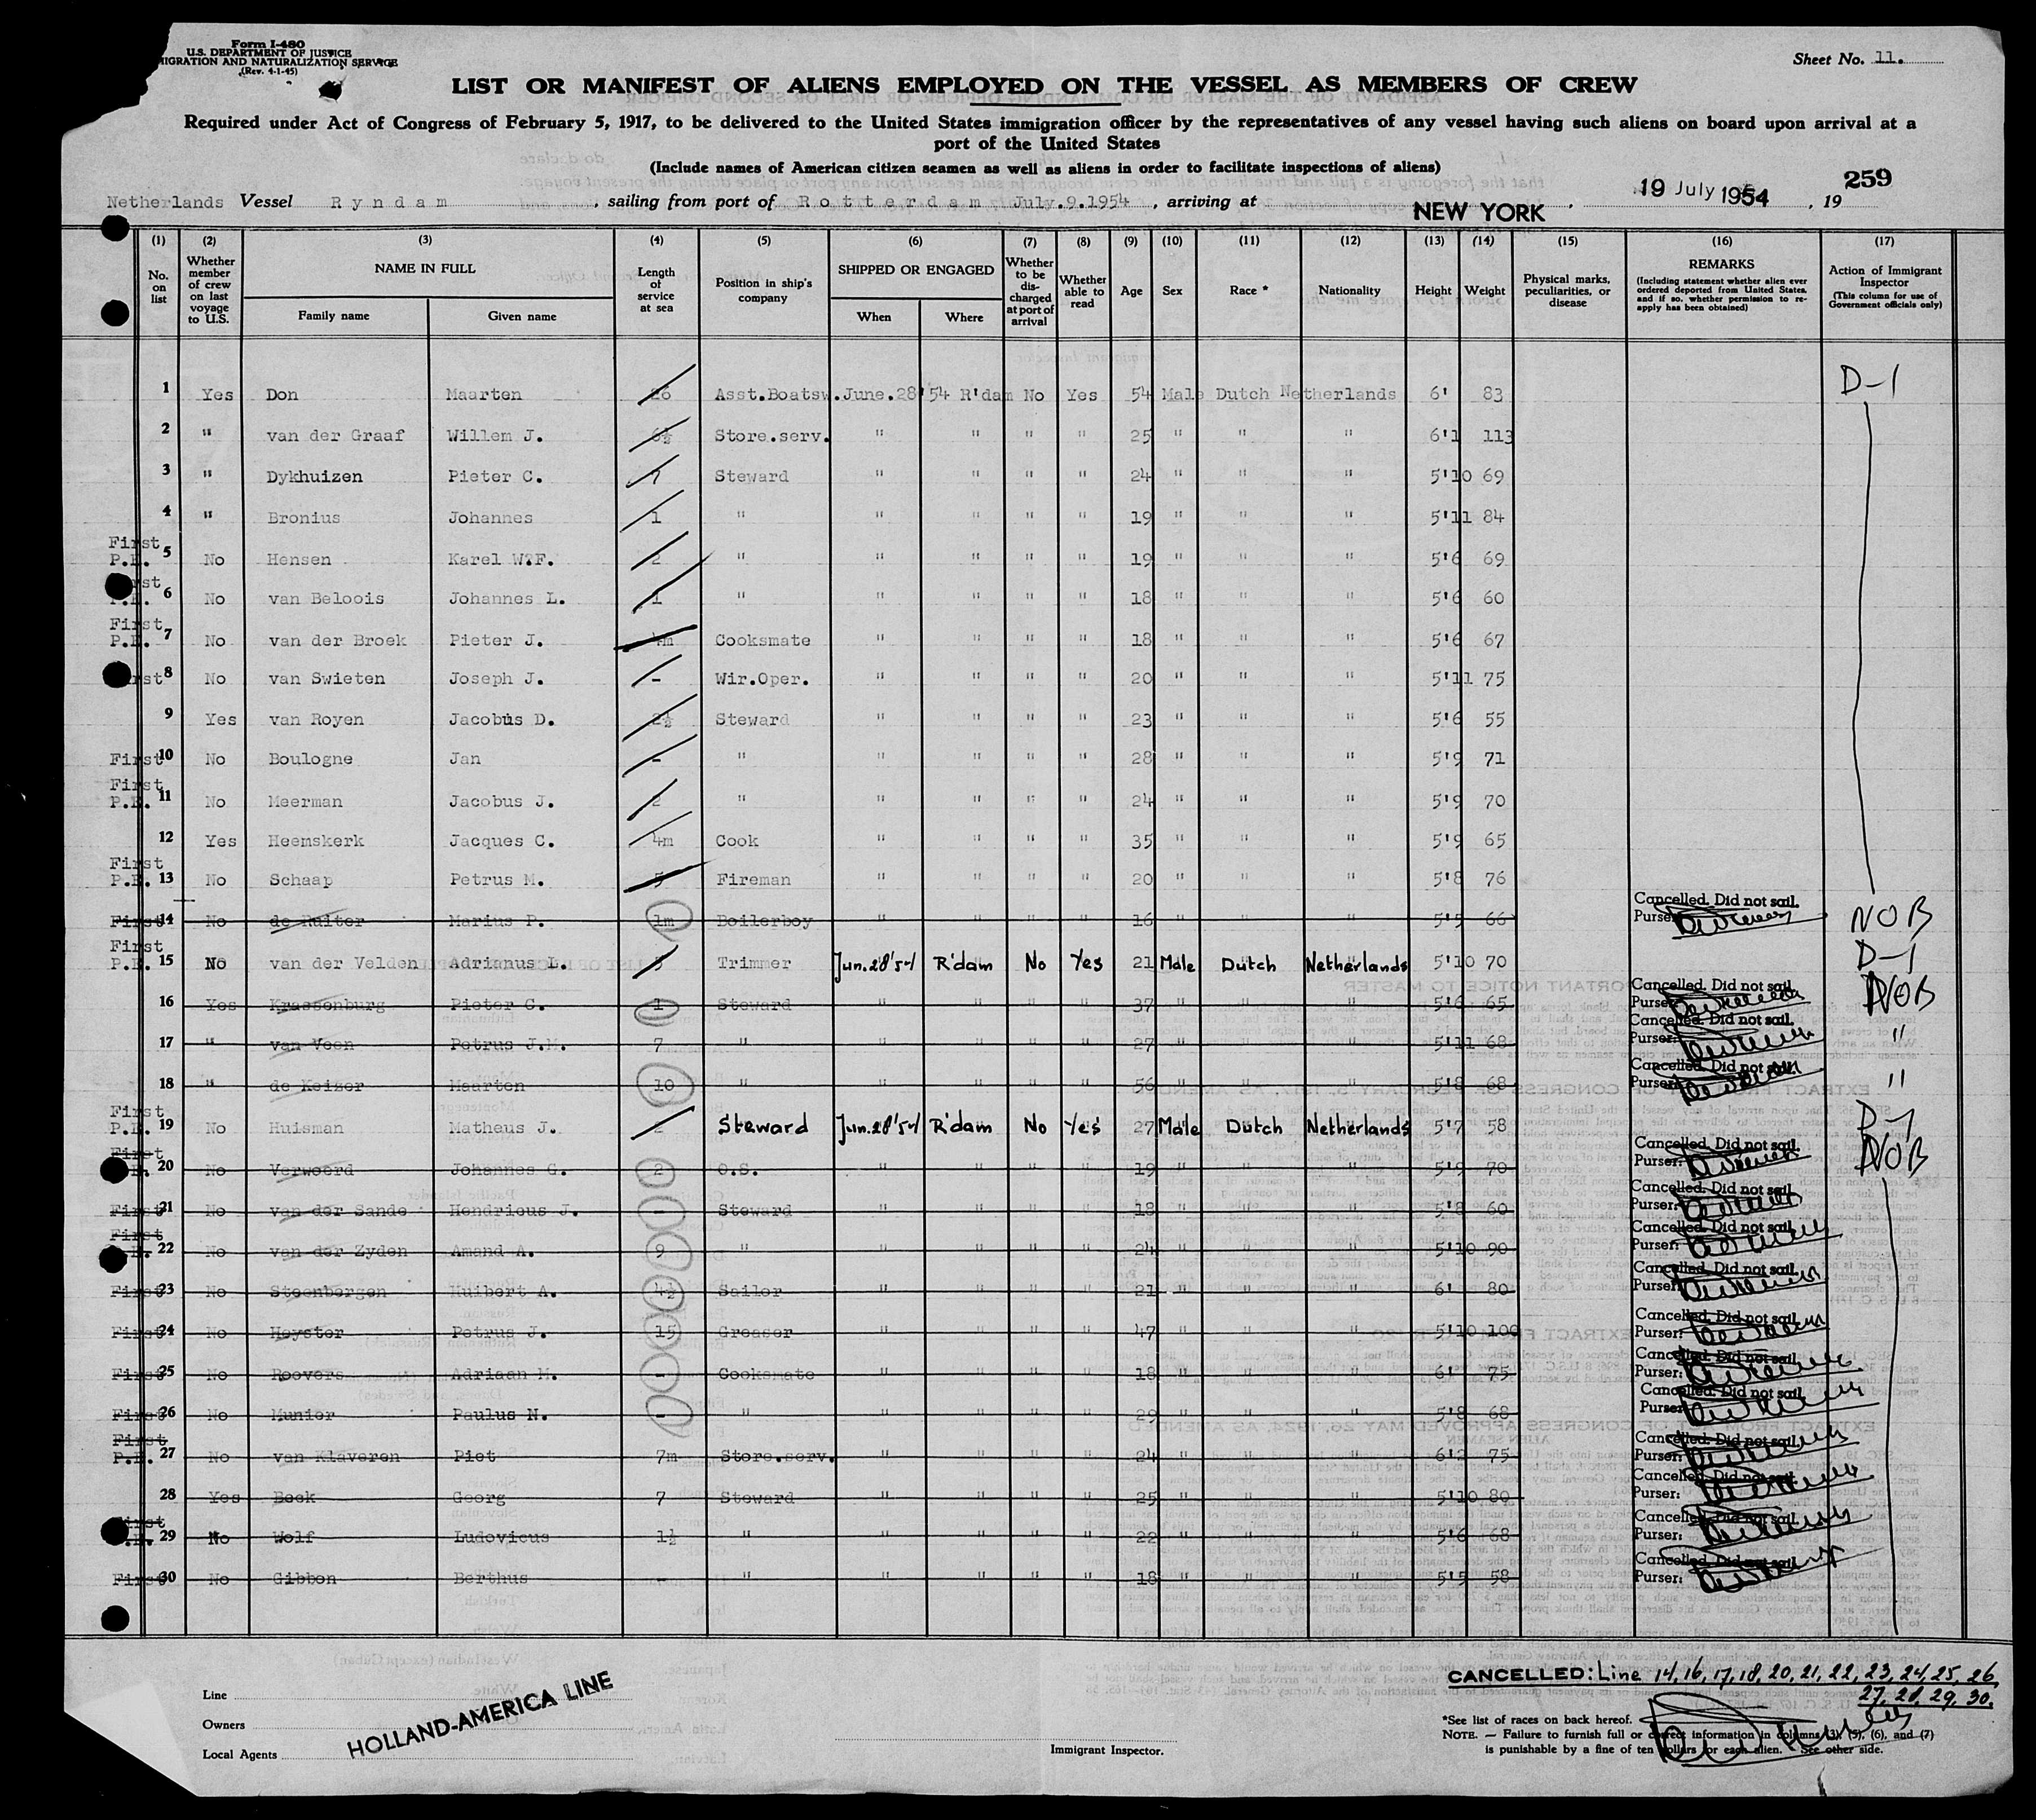 Form I-480
U.S. DEPARTMENT OF JUSTICE
MIGRATION AND NATURALIZATION SERVICE
(Rev. 4-1-45)
Sheet No. 11.
LIST OR MANIFEST OF ALIENS EMPLOYED ON THE VESSEL AS MEMBERS OF CREW
Required under Act of Congress of February 5, 1917, to be delivered to the United States immigration officer by the representatives of any vessel having such aliens on board upon arrival at a
port of the United States
(Include names of American citizen seamen as well as aliens in order to facilitate inspections of aliens)
259
Netherlands Vessel Ryndam, sailing from port of Rotterdam, July.9.1954, arriving at NEW YORK, 19 July 1954, 19
(1) (2) (3) (4) (5) (6) (7) (8) (9) (10) (11) (12) (13) (14) (15) (16) (17)
No. on list Whether member of crew on last voyage to U.S. NAME IN FULL Family name Given name Length of service at sea Position in ship's company SHIPPED OR ENGAGED When Where Whether to be discharged at port of arrival Whether able to read Age Sex Race * Nationality Height Weight Physical marks, peculiarities, or disease REMARKS (Including statement whether alien ever ordered deported from United States, and if so, whether permission to re-apply has been obtained) Action of Immigrant Inspector (This column for use of Government officials only)
1 Yes Don Maarten 26 Asst.Boatsw. June.28'54 R'dam No Yes 54 Male Dutch Netherlands 6' 83 D-1
2 " van der Graaf Willem J. 6½ Store.serv. " " " " 25 " " " 6'1 113
3 " Dykhuizen Pieter C. 7 Steward " " " " 24 " " " 5'10 69
4 " Bronius Johannes 1 " " " " " 19 " " " 5'11 84
First P.E. 5 No Hensen Karel W.F. 2 " " " " " 19 " " " 5'6 69
First P.E. 6 No van Beloois Johannes L. 1 " " " " " 18 " " " 5'6 60
First P.E. 7 No van der Broek Pieter J. 4m Cooksmate " " " " 18 " " " 5'6 67
First 8 No van Swieten Joseph J. - Wir.Oper. " " " " 20 " " " 5'11 75
9 Yes van Royen Jacobus D. 2½ Steward " " " " 23 " " " 5'6 55
First 10 No Boulogne Jan - " " " " " 28 " " " 5'9 71
First P.E. 11 No Meerman Jacobus J. 2 " " " " " 24 " " " 5'9 70
12 Yes Heemskerk Jacques C. 4m Cook " " " " 35 " " " 5'9 65
First P.E. 13 No Schaap Petrus M. 5 Fireman " " " " 20 " " " 5'8 76
First 14 No de Ruiter Marius P. 1m Boilerboy " " " " 16 " " " 5'5 66 Cancelled. Did not sail. Purser: NOB
First P.E. 15 No van der Velden Adrianus L. 5 Trimmer Jun.28'54 R'dam No Yes 21 Male Dutch Netherlands 5'10 70 D-1
16 Yes Krassenburg Pieter C. 1 Steward " " " " 37 " " " 5'6 65 Cancelled. Did not sail. Purser: NOB
17 " van Veen Petrus J.M. 7 " " " " " 27 " " " 5'11 68 Cancelled. Did not sail. Purser: "
18 " de Keizer Maarten 10 " " " " " 56 " " " 5'8 68 Cancelled. Did not sail. Purser: "
First P.E. 19 No Huisman Matheus J. 2 Steward Jun.28'54 R'dam No Yes 27 Male Dutch Netherlands 5'7 58 D-1
First P.E. 20 No Verwoerd Johannes G. 2 O.S. " " " " 19 " " " 5'9 70 Cancelled. Did not sail. Purser: NOB
First 21 No van der Sande Hendricus J. - Steward " " " " 18 " " " 5'8 60 Cancelled. Did not sail. Purser:
First P.E. 22 No van der Zyden Amand A. 9 " " " " " 24 " " " 5'10 90 Cancelled. Did not sail. Purser:
First 23 No Steenbergen Huibert A. 4½ Sailor " " " " 21 " " " 6' 80 Cancelled. Did not sail. Purser:
First 24 No Heyster Petrus J. 15 Greaser " " " " 47 " " " 5'10 100 Cancelled. Did not sail. Purser:
First 25 No Roovers Adriaan M. - Cooksmate " " " " 18 " " " 6' 75 Cancelled. Did not sail. Purser:
First 26 No Munier Paulus N. - " " " " " 29 " " " 5'8 68 Cancelled. Did not sail. Purser:
First P.E. 27 No van Klaveren Piet 7m Store.serv. " " " " 24 " " " 6'2 75 Cancelled. Did not sail. Purser:
28 Yes Beek Georg 7 Steward " " " " 25 " " " 5'10 80 Cancelled. Did not sail. Purser:
First P.E. 29 No Wolf Ludovicus 1½ " " " " " 22 " " " 5'6 68 Cancelled. Did not sail. Purser:
First 30 No Gibbon Berthus - " " " " " 18 " " " 5'5 58 Cancelled. Did not sail. Purser:
CANCELLED: Line 14, 16, 17, 18, 20, 21, 22, 23, 24, 25, 26,
27, 28, 29, 30.
Line
Owners
Local Agents
HOLLAND-AMERICA LINE
Immigrant Inspector.
*See list of races on back hereof.
NOTE. — Failure to furnish full or correct information in columns (3), (5), (6), and (7)
is punishable by a fine of ten dollars for each alien. See other side.